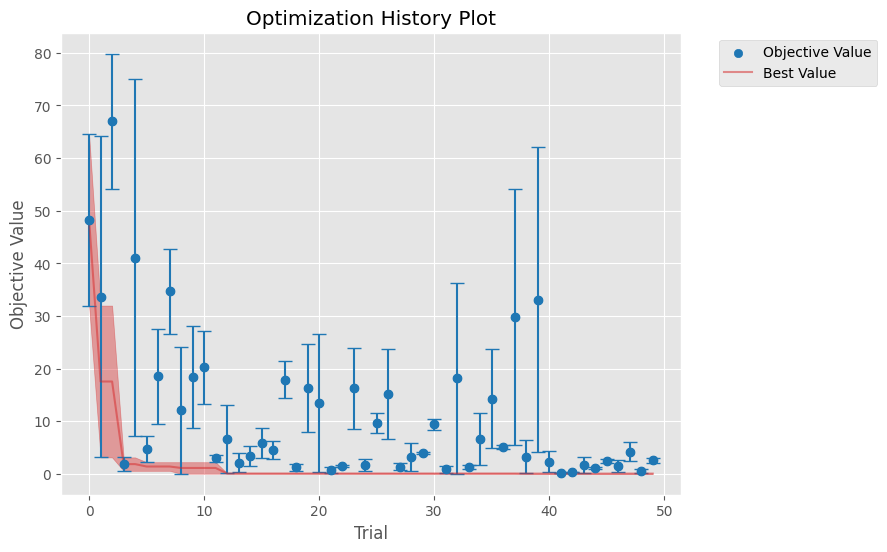 Optimization History Plot
Objective Value
Best Value
80
70
60
50
40
30
20
10
0
Objective Value
0 10 20 30 40 50
Trial